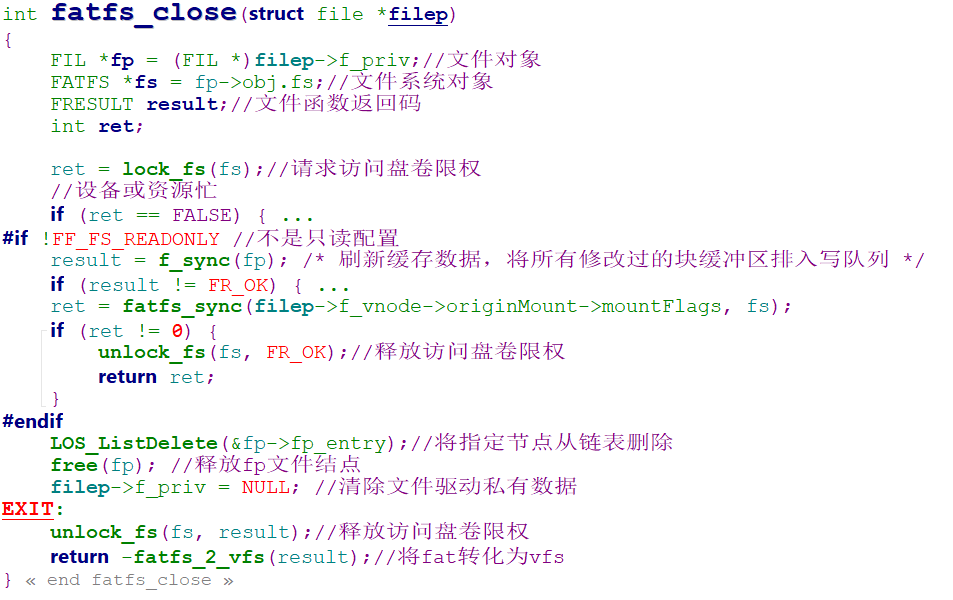 int fatfs_close(struct file *filep)
{
    FIL *fp = (FIL *)filep->f_priv;//文件对象
    FATFS *fs = fp->obj.fs;//文件系统对象
    FRESULT result;//文件函数返回码
    int ret;

    ret = lock_fs(fs);//请求访问盘卷限权
    //设备或资源忙
    if (ret == FALSE) { ...
#if !FF_FS_READONLY //不是只读配置
    result = f_sync(fp); /* 刷新缓存数据，将所有修改过的块缓冲区排入写队列 */
    if (result != FR_OK) { ...
    ret = fatfs_sync(filep->f_vnode->originMount->mountFlags, fs);
    if (ret != 0) {
        unlock_fs(fs, FR_OK);//释放访问盘卷限权
        return ret;
    }
#endif
    LOS_ListDelete(&fp->fp_entry);//将指定节点从链表删除
    free(fp); //释放fp文件结点
    filep->f_priv = NULL; //清除文件驱动私有数据
EXIT:
    unlock_fs(fs, result);//释放访问盘卷限权
    return -fatfs_2_vfs(result);//将fat转化为vfs
} « end fatfs_close »